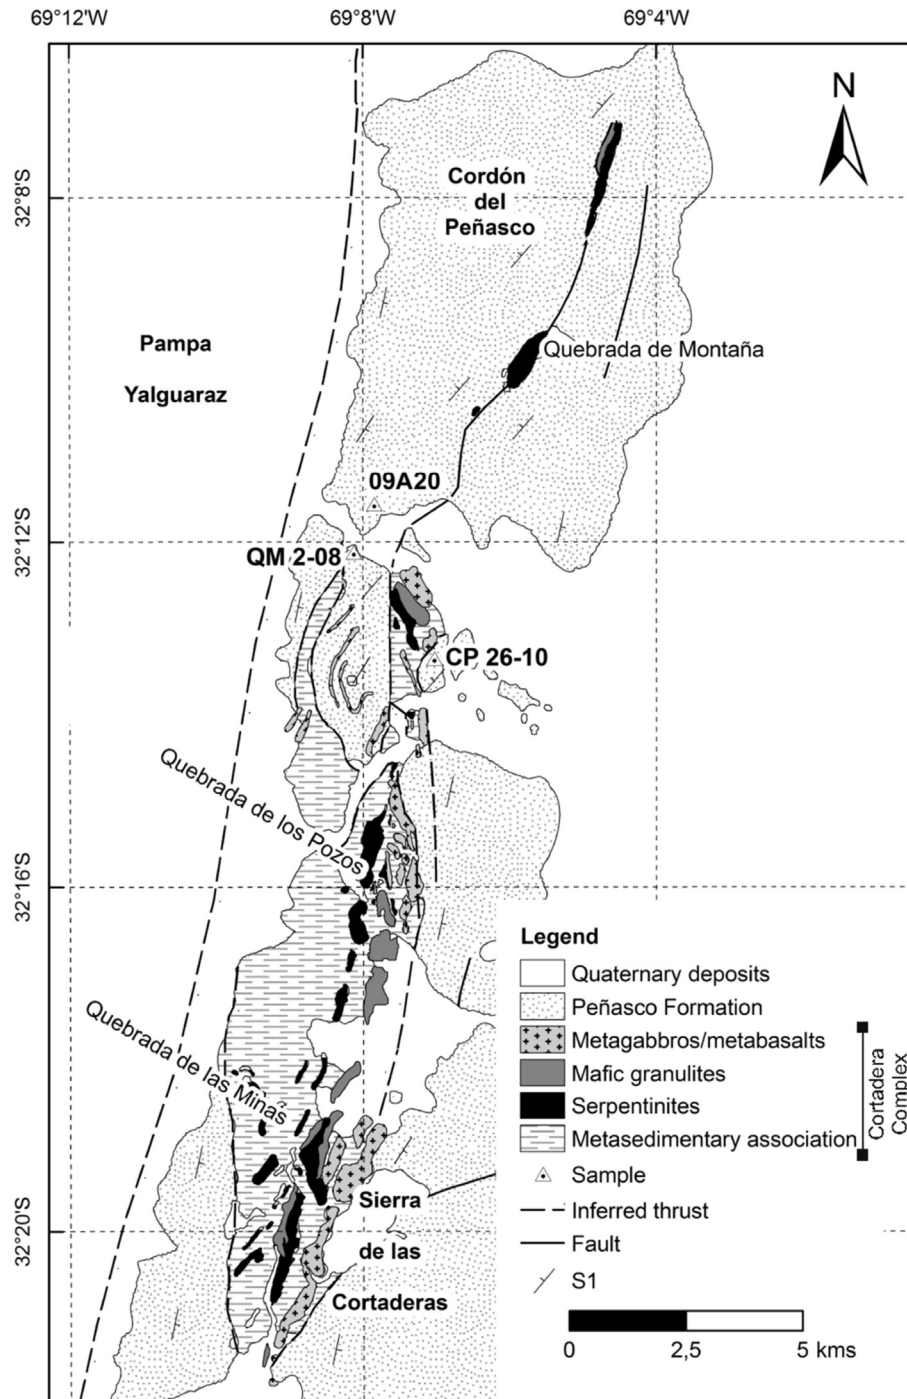 69°12'W
69°8'W
69°4'W
N
32°8'S
Cordón
del
Peñasco
Pampa
Yalguaraz
Quebrada de Montaña
09A20
32°12'S
QM 2-08
CP 26-10
Quebrada de los Pozos
32°16'S
Quebrada de las Minas
32°20'S
Sierra
de las
Cortaderas
Legend
Quaternary deposits
Peñasco Formation
Metagabbros/metabasalts
Mafic granulites
Serpentinites
Metasedimentary association
Cortadera
Complex
Sample
Inferred thrust
Fault
S1
0
2,5
5 kms